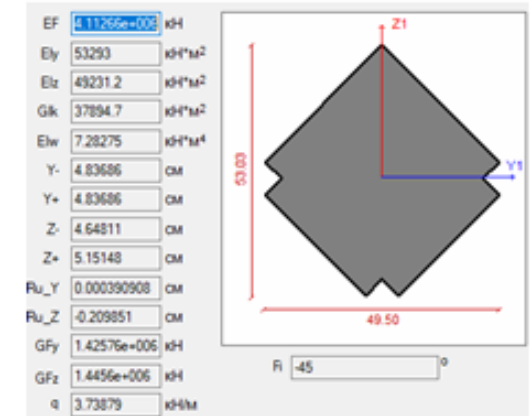 EF 4.11266e+006 кН
EIy 53293 кН*м²
EIz 49231.2 кН*м²
GIk 37894.7 кН*м²
EIw 7.28275 кН*м⁴
Y- 4.83686 см
Y+ 4.83686 см
Z- 4.64811 см
Z+ 5.15148 см
Ru_Y 0.000390908 см
Ru_Z -0.209851 см
GFy 1.42576e+006 кН
GFz 1.4456e+006 кН
q 3.73879 кН/м
Z1
Y1
53.03
49.50
Fi -45 °